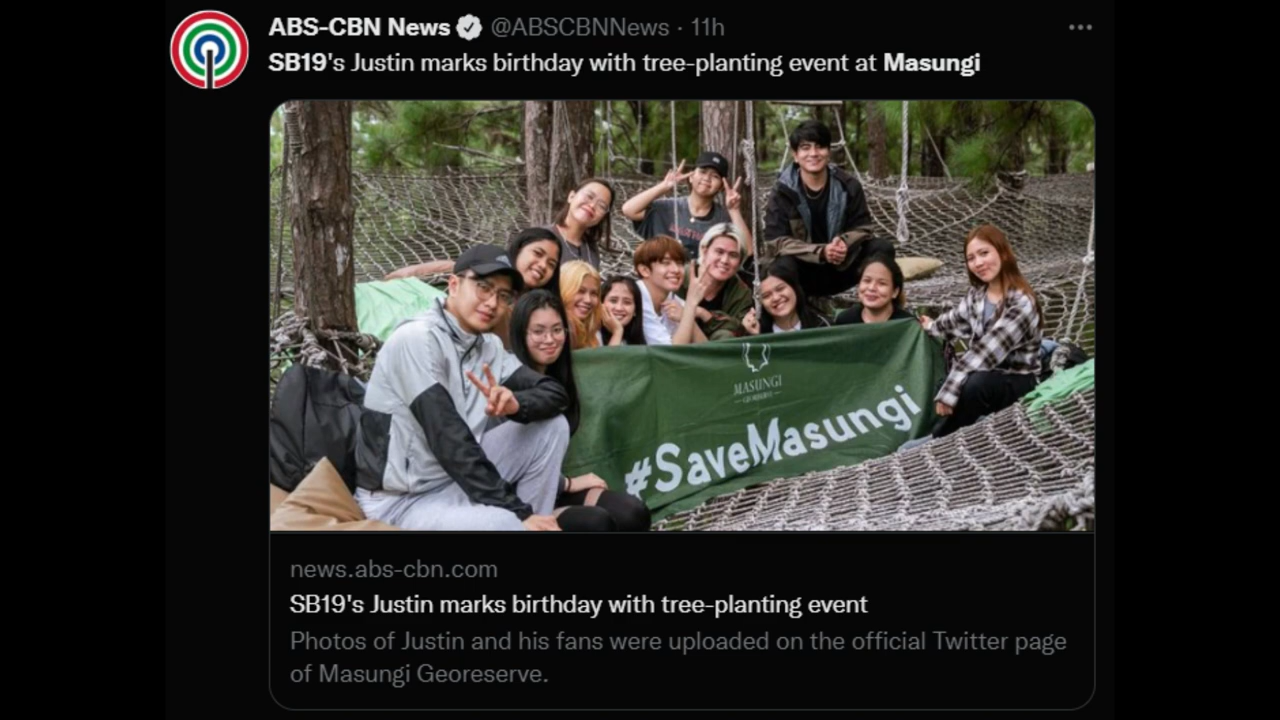 ABS-CBN News @ABSCBNNews · 11h
SB19's Justin marks birthday with tree-planting event at Masungi
MASUNGI
GEORESERVE
#SaveMasungi
news.abs-cbn.com
SB19's Justin marks birthday with tree-planting event
Photos of Justin and his fans were uploaded on the official Twitter page
of Masungi Georeserve.